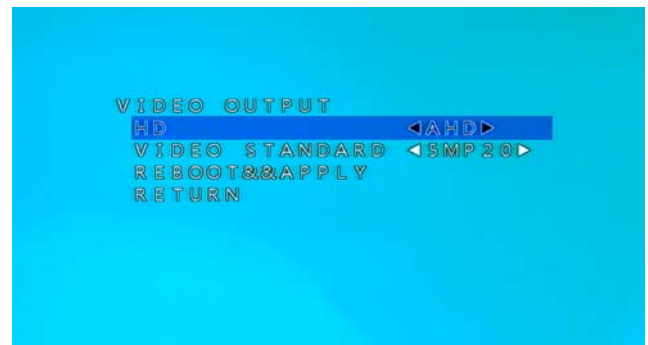 VIDEO OUTPUT
HD ◀AHD▶
VIDEO STANDARD ◀5MP20▶
REBOOT&&APPLY
RETURN